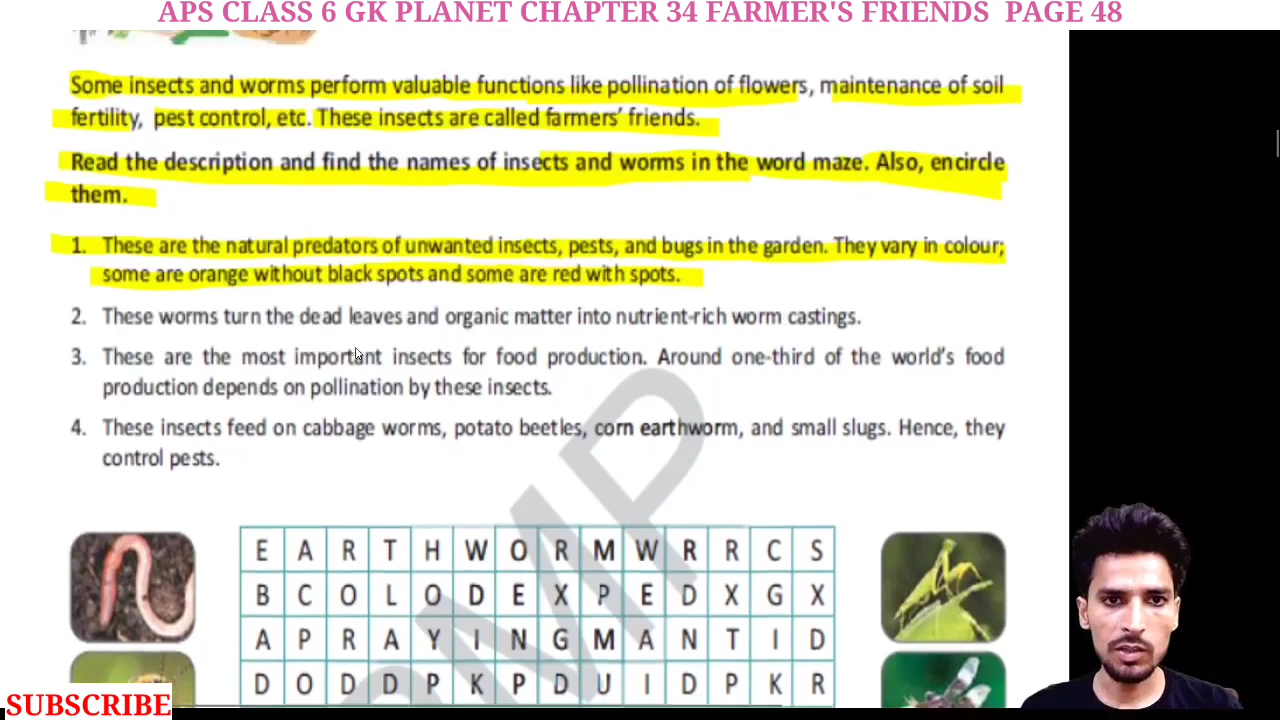 APS CLASS 6 GK PLANET CHAPTER 34 FARMER'S FRIENDS PAGE 48
Some insects and worms perform valuable functions like pollination of flowers, maintenance of soil
fertility, pest control, etc. These insects are called farmers’ friends.
Read the description and find the names of insects and worms in the word maze. Also, encircle
them.
1. These are the natural predators of unwanted insects, pests, and bugs in the garden. They vary in colour;
some are orange without black spots and some are red with spots.
2. These worms turn the dead leaves and organic matter into nutrient-rich worm castings.
3. These are the most important insects for food production. Around one-third of the world’s food
production depends on pollination by these insects.
4. These insects feed on cabbage worms, potato beetles, corn earthworm, and small slugs. Hence, they
control pests.
E A R T H W O R M W R R C S
B C O L O D E X P E D X G X
A P R A Y I N G M A N T I D
D O D D P K P D U I D P K R
SUBSCRIBE